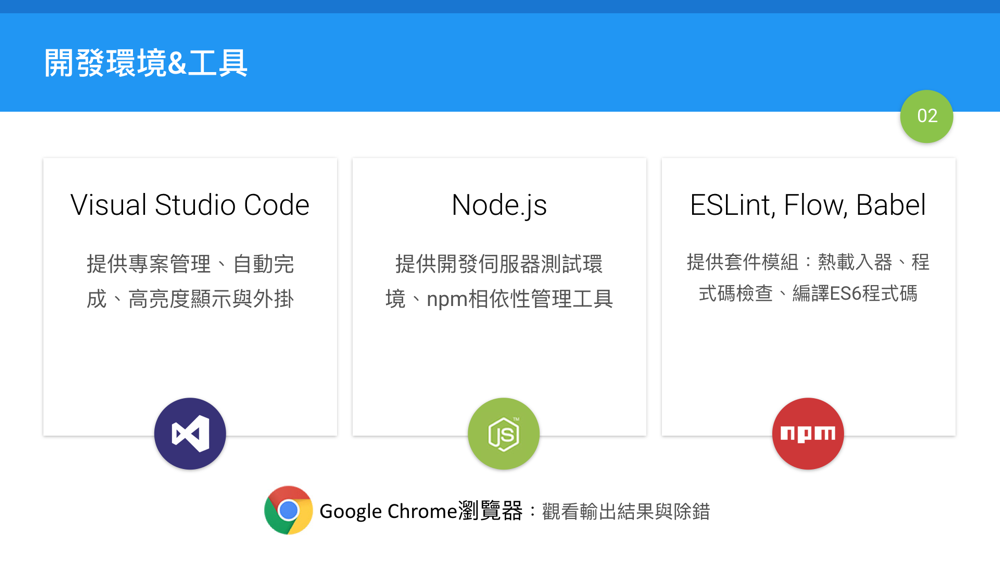 開發環境&工具
02
Visual Studio Code
提供專案管理、自動完
成、高亮度顯示與外掛
Node.js
提供開發伺服器測試環
境、npm相依性管理工具
JS
ESLint, Flow, Babel
提供套件模組：熱載入器、程
式碼檢查、編譯ES6程式碼
npm
Google Chrome瀏覽器：觀看輸出結果與除錯